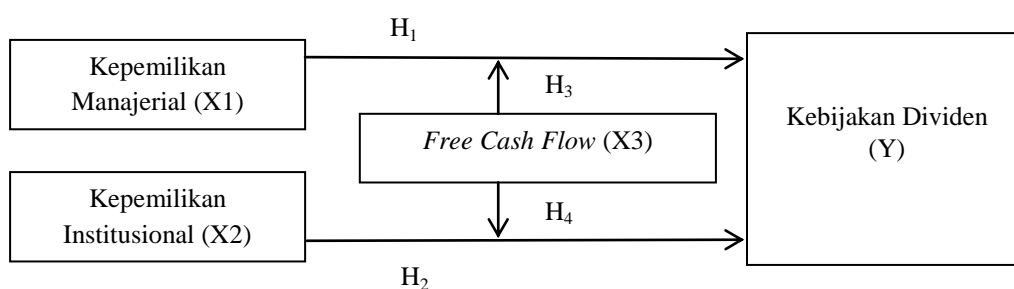 H1
Kepemilikan
Manajerial (X1)
H3
Free Cash Flow (X3)
Kebijakan Dividen
(Y)
Kepemilikan
Institusional (X2)
H4
H2